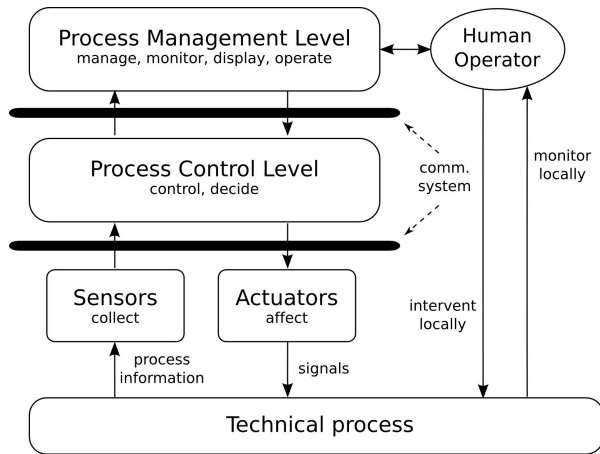 Process Management Level
manage, monitor, display, operate
Human
Operator
Process Control Level
control, decide
comm.
system
monitor
locally
Sensors
collect
Actuators
affect
intervent
locally
process
information
signals
Technical process